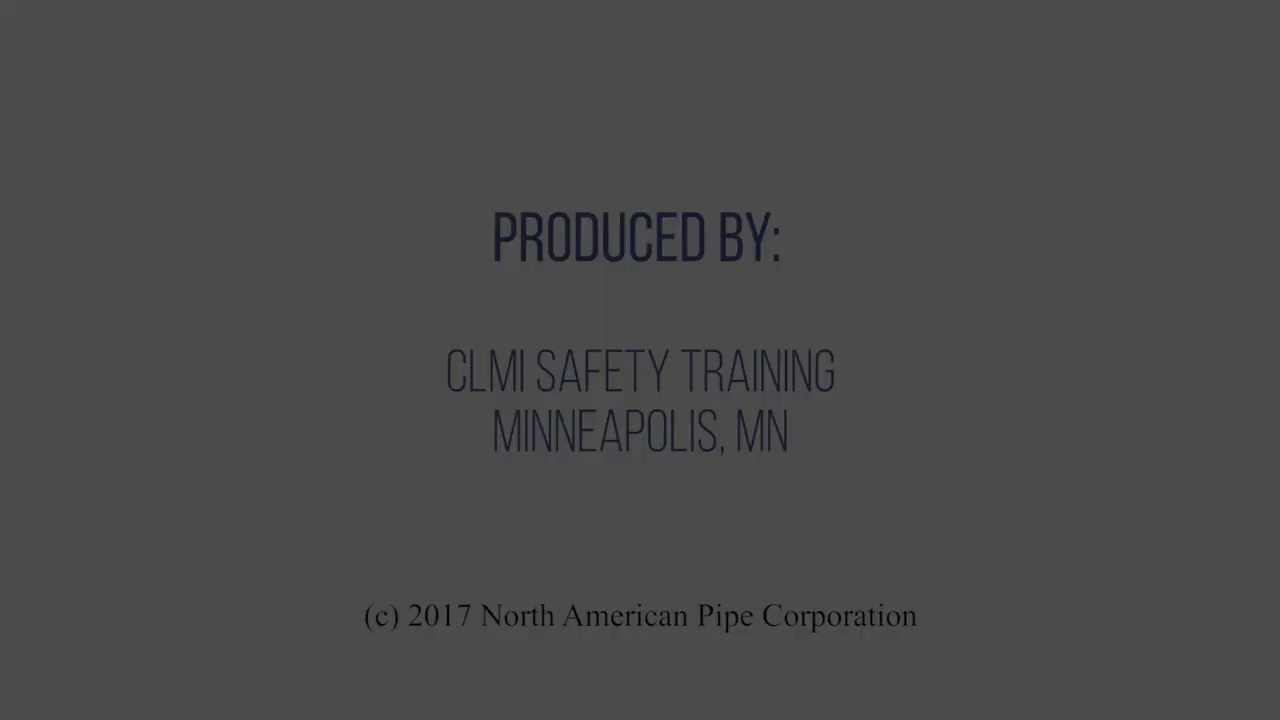 PRODUCED BY:
CLMI SAFETY TRAINING
MINNEAPOLIS, MN
(c) 2017 North American Pipe Corporation